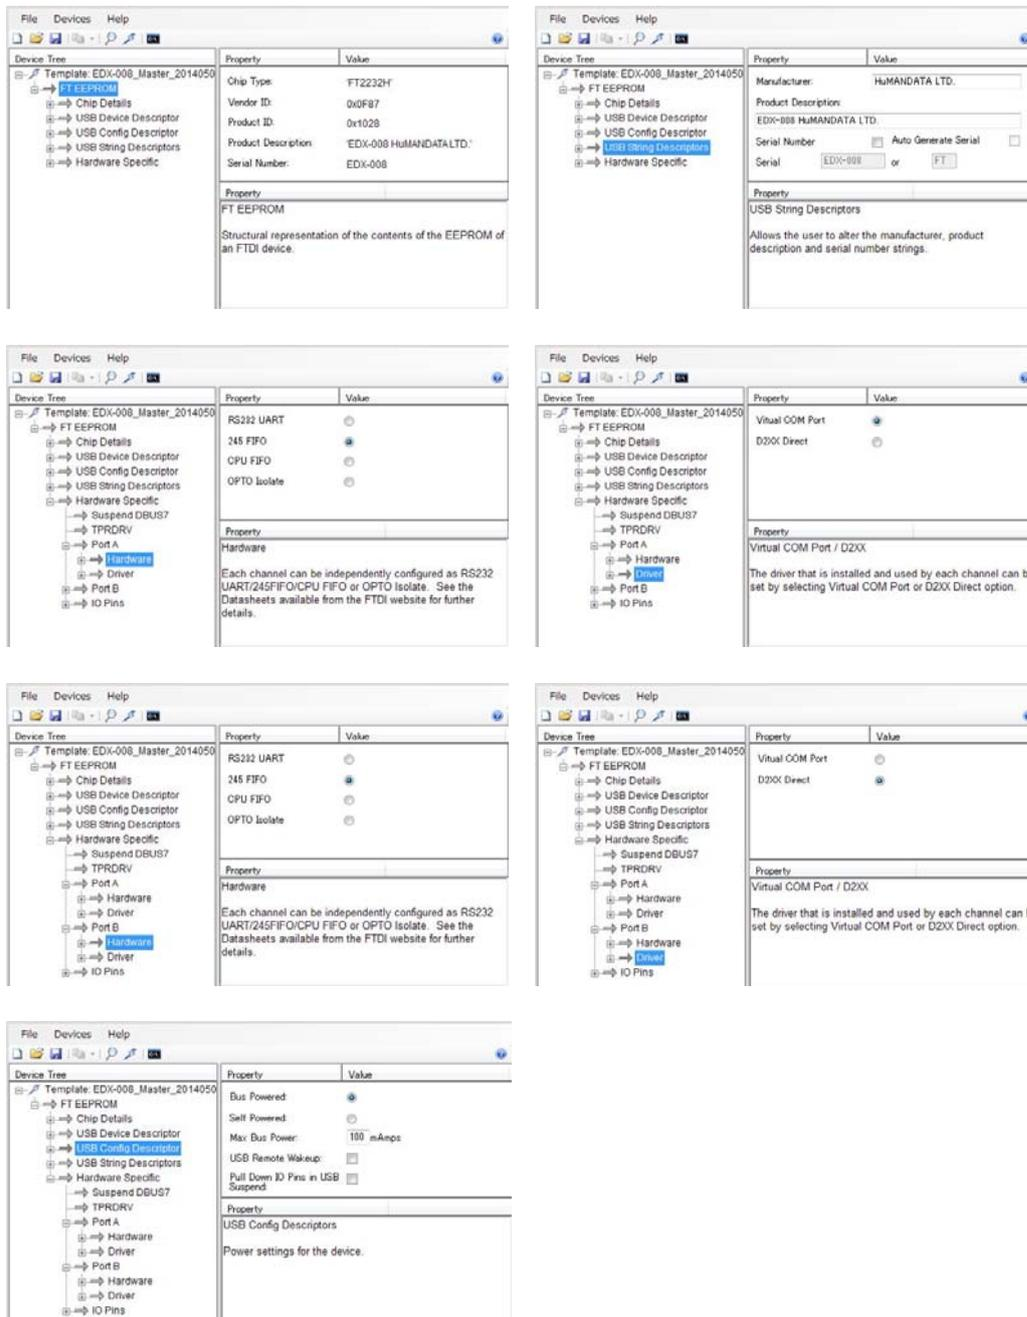 File Devices Help
Device Tree
Template: EDX-008_Master_2014050
FT EEPROM
Chip Details
USB Device Descriptor
USB Config Descriptor
USB String Descriptors
Hardware Specific
Property Value
Chip Type: 'FT2232H'
Vendor ID: 0x0F87
Product ID: 0x1028
Product Description 'EDX-008 HuMANDATA LTD.'
Serial Number: EDX-008
Property
FT EEPROM
Structural representation of the contents of the EEPROM of
an FTDI device.
File Devices Help
Device Tree
Template: EDX-008_Master_2014050
FT EEPROM
Chip Details
USB Device Descriptor
USB Config Descriptor
USB String Descriptors
Hardware Specific
Property Value
Manufacturer: HuMANDATA LTD.
Product Description:
EDX-008 HuMANDATA LTD.
Serial Number Auto Generate Serial
Serial EDX-008 or FT
Property
USB String Descriptors
Allows the user to alter the manufacturer, product
description and serial number strings.
File Devices Help
Device Tree
Template: EDX-008_Master_2014050
FT EEPROM
Chip Details
USB Device Descriptor
USB Config Descriptor
USB String Descriptors
Hardware Specific
Suspend DBUS7
TPRDRV
Port A
Hardware
Driver
Port B
IO Pins
Property Value
RS232 UART
245 FIFO
CPU FIFO
OPTO Isolate
Property
Hardware
Each channel can be independently configured as RS232
UART/245FIFO/CPU FIFO or OPTO Isolate. See the
Datasheets available from the FTDI website for further
details.
File Devices Help
Device Tree
Template: EDX-008_Master_2014050
FT EEPROM
Chip Details
USB Device Descriptor
USB Config Descriptor
USB String Descriptors
Hardware Specific
Suspend DBUS7
TPRDRV
Port A
Hardware
Driver
Port B
IO Pins
Property Value
Vitual COM Port
D2XX Direct
Property
Virtual COM Port / D2XX
The driver that is installed and used by each channel can b
set by selecting Virtual COM Port or D2XX Direct option.
File Devices Help
Device Tree
Template: EDX-008_Master_2014050
FT EEPROM
Chip Details
USB Device Descriptor
USB Config Descriptor
USB String Descriptors
Hardware Specific
Suspend DBUS7
TPRDRV
Port A
Hardware
Driver
Port B
Hardware
Driver
IO Pins
Property Value
RS232 UART
245 FIFO
CPU FIFO
OPTO Isolate
Property
Hardware
Each channel can be independently configured as RS232
UART/245FIFO/CPU FIFO or OPTO Isolate. See the
Datasheets available from the FTDI website for further
details.
File Devices Help
Device Tree
Template: EDX-008_Master_2014050
FT EEPROM
Chip Details
USB Device Descriptor
USB Config Descriptor
USB String Descriptors
Hardware Specific
Suspend DBUS7
TPRDRV
Port A
Hardware
Driver
Port B
Hardware
Driver
IO Pins
Property Value
Vitual COM Port
D2XX Direct
Property
Virtual COM Port / D2XX
The driver that is installed and used by each channel can
set by selecting Virtual COM Port or D2XX Direct option.
File Devices Help
Device Tree
Template: EDX-008_Master_2014050
FT EEPROM
Chip Details
USB Device Descriptor
USB Config Descriptor
USB String Descriptors
Hardware Specific
Suspend DBUS7
TPRDRV
Port A
Hardware
Driver
Port B
Hardware
Driver
IO Pins
Property Value
Bus Powered:
Self Powered:
Max Bus Power: 100 mAmps
USB Remote Wakeup:
Pull Down IO Pins in USB
Suspend:
Property
USB Config Descriptors
Power settings for the device.